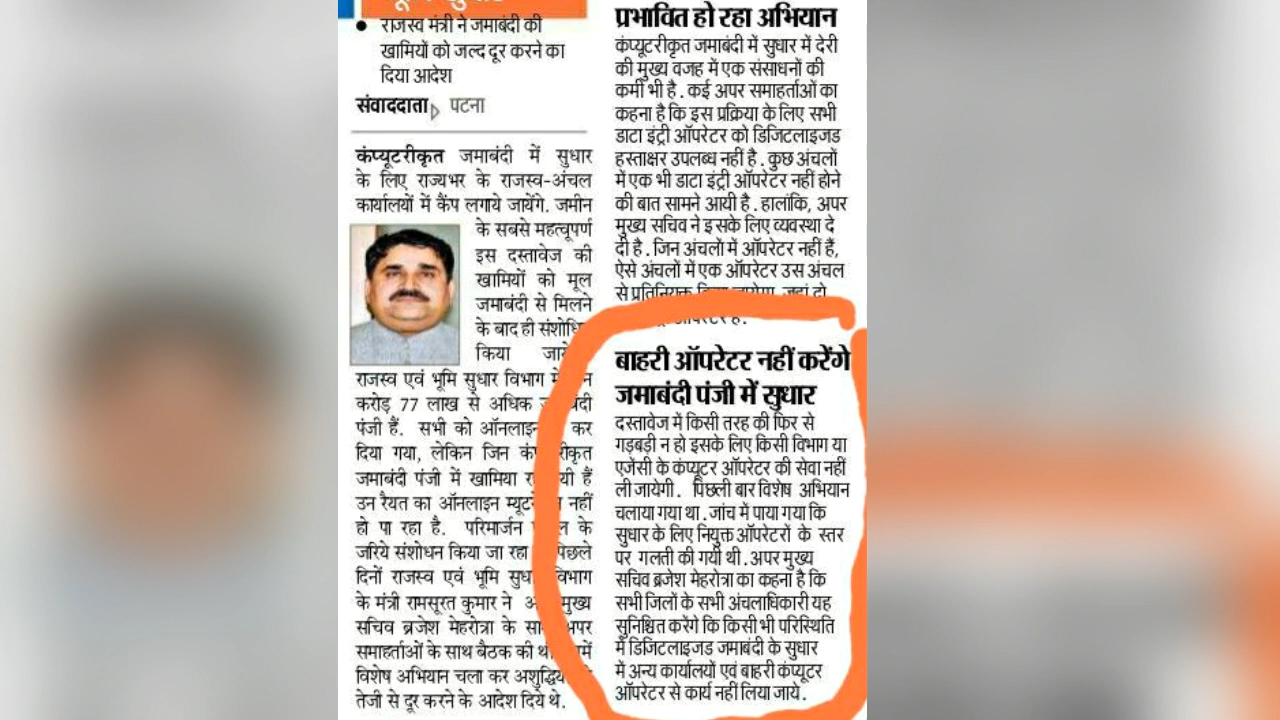 राजस्व मंत्री ने जमाबंदी की
खामियों को जल्द दूर करने का
दिया आदेश
संवाददाता पटना
कंप्यूटरीकृत जमाबंदी में सुधार
के लिए राज्यभर के राजस्व-अंचल
कार्यालयों में कैंप लगाये जायेंगे. जमीन
के सबसे महत्वूपर्ण
इस दस्तावेज की
खामियों को मूल
जमाबंदी से मिलने
के बाद ही
किया
राजस्व एवं भूमि सुधार विभाग
करोड़ 77 लाख से अधिक
पंजी हैं. सभी को ऑनलाइन कर
दिया गया, लेकिन जिन
जमाबंदी पंजी में खामिया हैं
उन रैयत का ऑनलाइन नहीं
हो पा रहा है. परिमार्जन के
जरिये संशोधन किया जा रहा पिछले
दिनों राजस्व एवं भूमि विभाग
के मंत्री रामसूरत कुमार ने मुख्य
सचिव ब्रजेश मेहरोत्रा के
समाहर्ताओं के साथ बैठक की
विशेष अभियान चला कर
तेजी से दूर करने के आदेश दिये थे.
प्रभावित हो रहा अभियान
कंप्यूटरीकृत जमाबंदी में सुधार में देरी
की मुख्य वजह में एक संसाधनों की
कमी भी है. कई अपर समाहर्ताओं का
कहना है कि इस प्रक्रिया के लिए सभी
डाटा इंट्री ऑपरेटर को डिजिटलाइजड
हस्ताक्षर उपलब्ध नहीं है. कुछ अंचलों
में एक भी डाटा इंट्री ऑपरेटर नहीं होने
की बात सामने आयी है. हालांकि, अपर
मुख्य सचिव ने इसके लिए व्यवस्था दे
दी है. जिन अंचलों में ऑपरेटर नहीं हैं,
ऐसे अंचलों में एक ऑपरेटर उस अंचल
से प्रतिनियुक्त
बाहरी ऑपरेटर नहीं करेंगे
जमाबंदी पंजी में सुधार
दस्तावेज में किसी तरह की फिर से
गड़बड़ी न हो इसके लिए किसी विभाग या
एजेंसी के कंप्यूटर ऑपरेटर की सेवा नहीं
ली जायेगी. पिछली बार विशेष अभियान
चलाया गया था. जांच में पाया गया कि
सुधार के लिए नियुक्त ऑपरेटरों के स्तर
पर गलती की गयी थी. अपर मुख्य
सचिव ब्रजेश मेहरोत्रा का कहना है कि
सभी जिलों के सभी अंचलाधिकारी यह
सुनिश्चित करेंगे कि किसी भी परिस्थिति
में डिजिटलाइजड जमाबंदी के सुधार
में अन्य कार्यालयों एवं बाहरी कंप्यूटर
ऑपरेटर से कार्य नहीं लिया जाये.